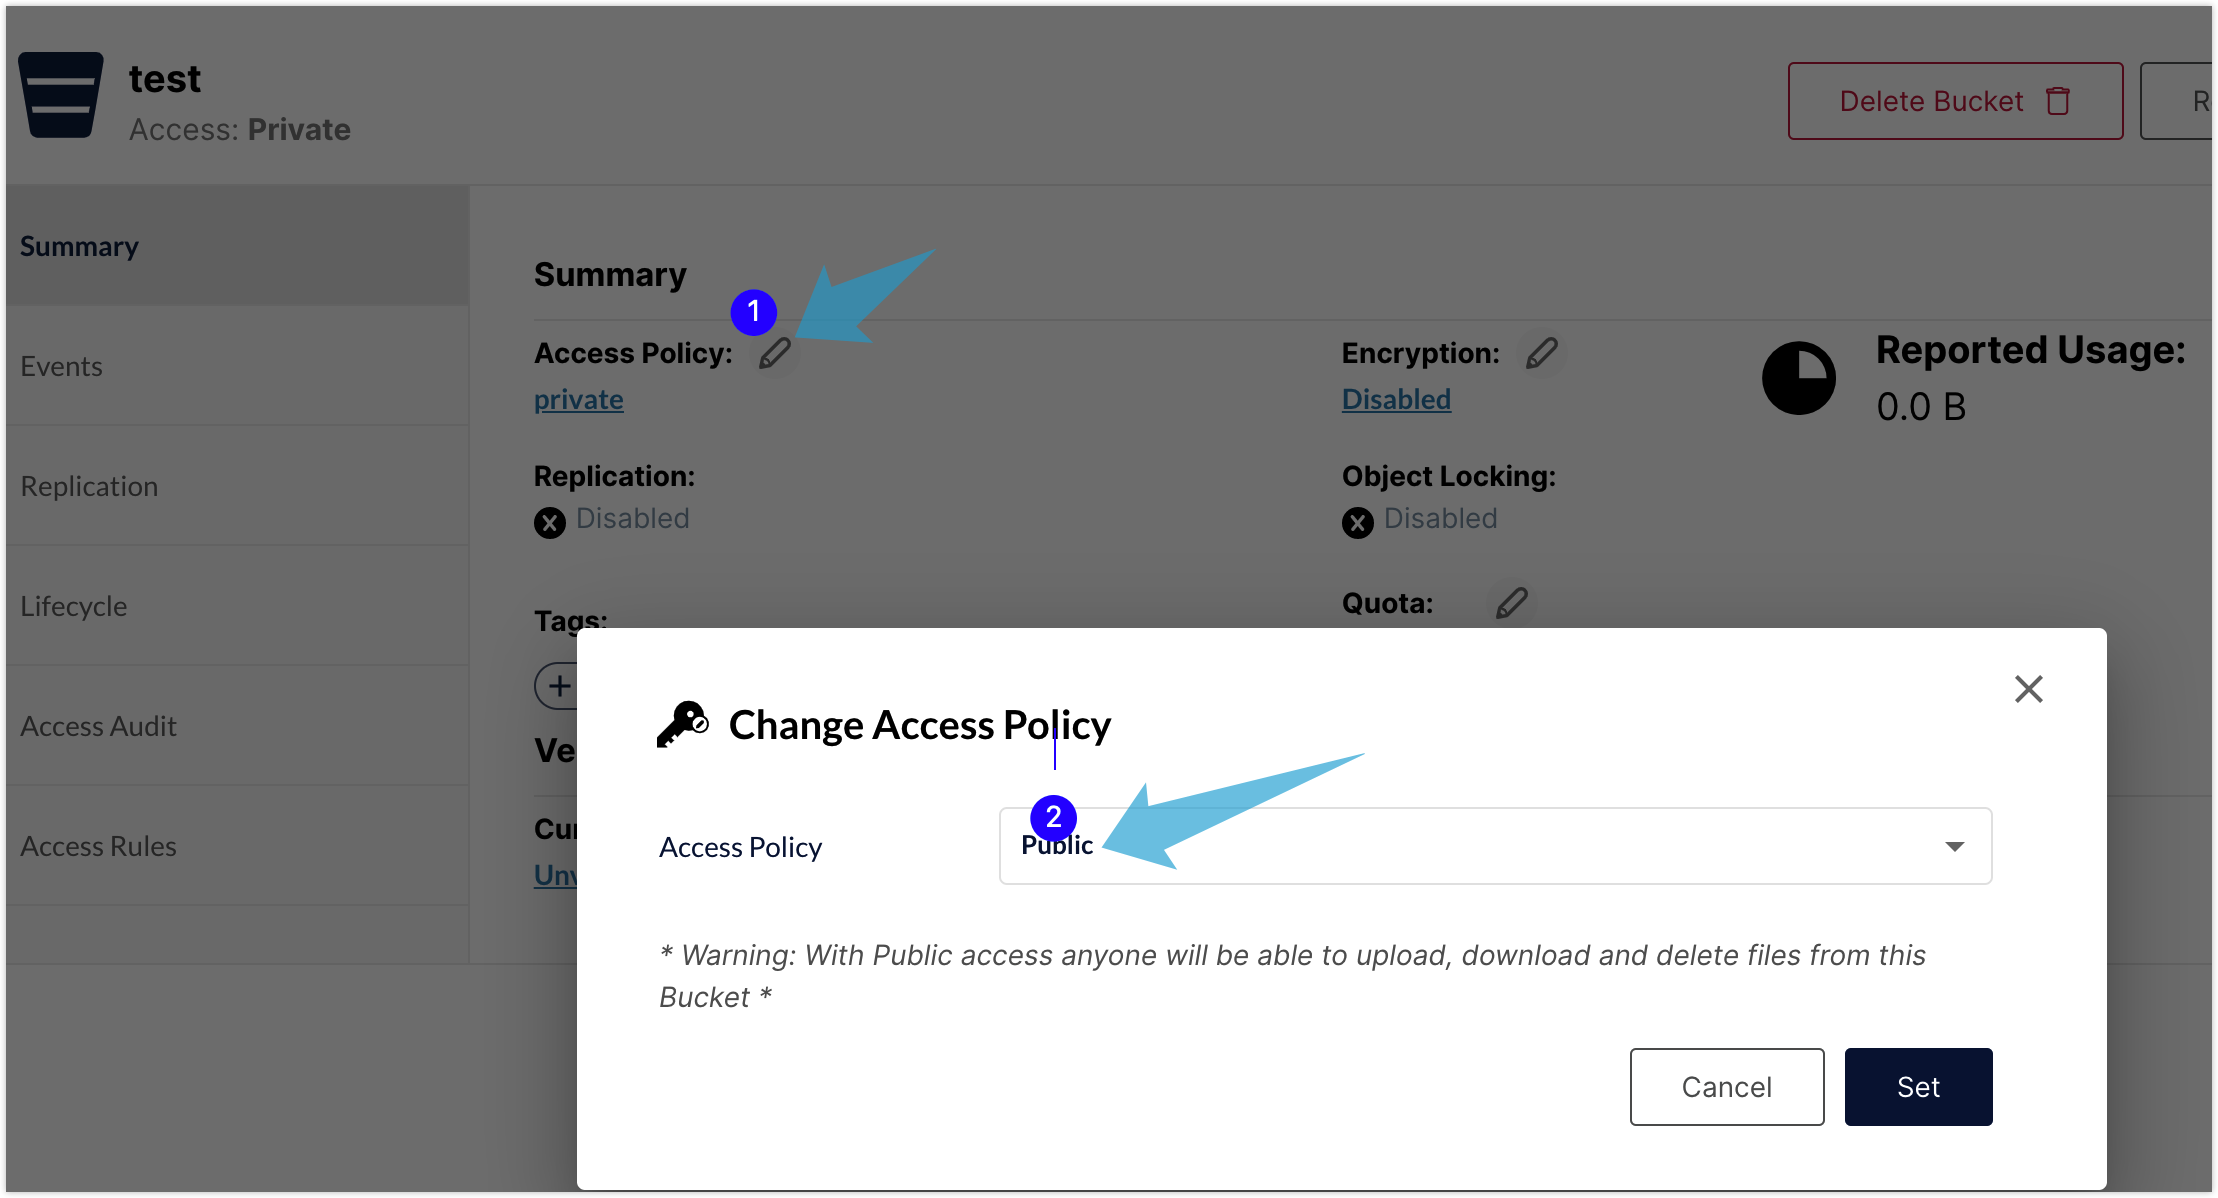 test
Access: Private
Delete Bucket
Summary
Events
Replication
Lifecycle
Access Audit
Access Rules
Summary
1
Access Policy:
private
Encryption:
Disabled
Reported Usage:
0.0 B
Replication:
Disabled
Object Locking:
Disabled
Tags:
Quota:
Change Access Policy
2
Access Policy
Public
* Warning: With Public access anyone will be able to upload, download and delete files from this
Bucket *
Cancel
Set